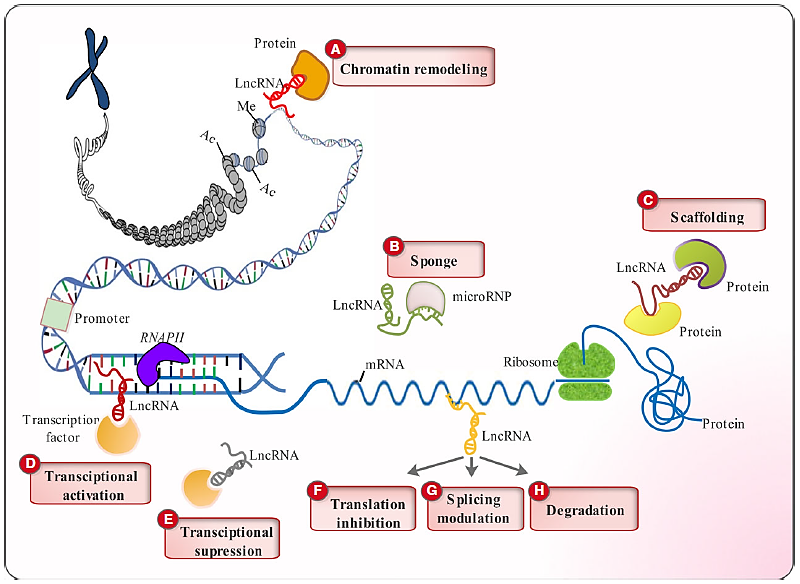 Protein
A
Chromatin remodeling
LncRNA
Me
Ac
Ac
C
Scaffolding
B
Sponge
LncRNA
Protein
LncRNA
microRNP
Promoter
Protein
RNAPII
mRNA
Ribosome
LncRNA
Transcription
factor
Protein
LncRNA
LncRNA
D
Transciptional
activation
E
Transciptional
supression
F
Translation
inhibition
G
Splicing
modulation
H
Degradation